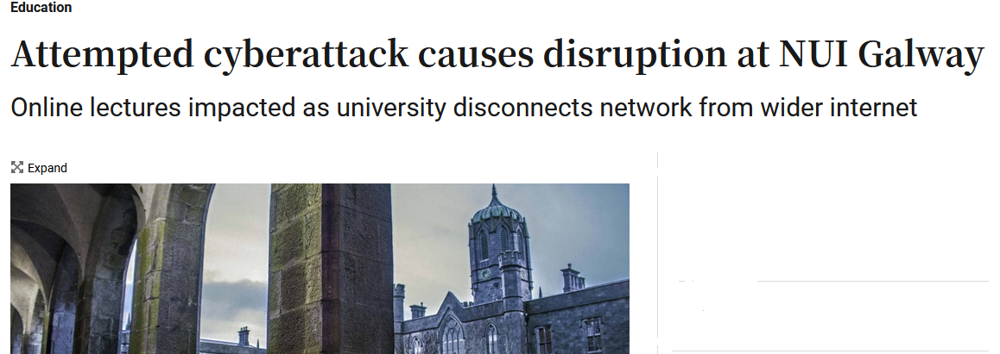 Education
Attempted cyberattack causes disruption at NUI Galway
Online lectures impacted as university disconnects network from wider internet
Expand